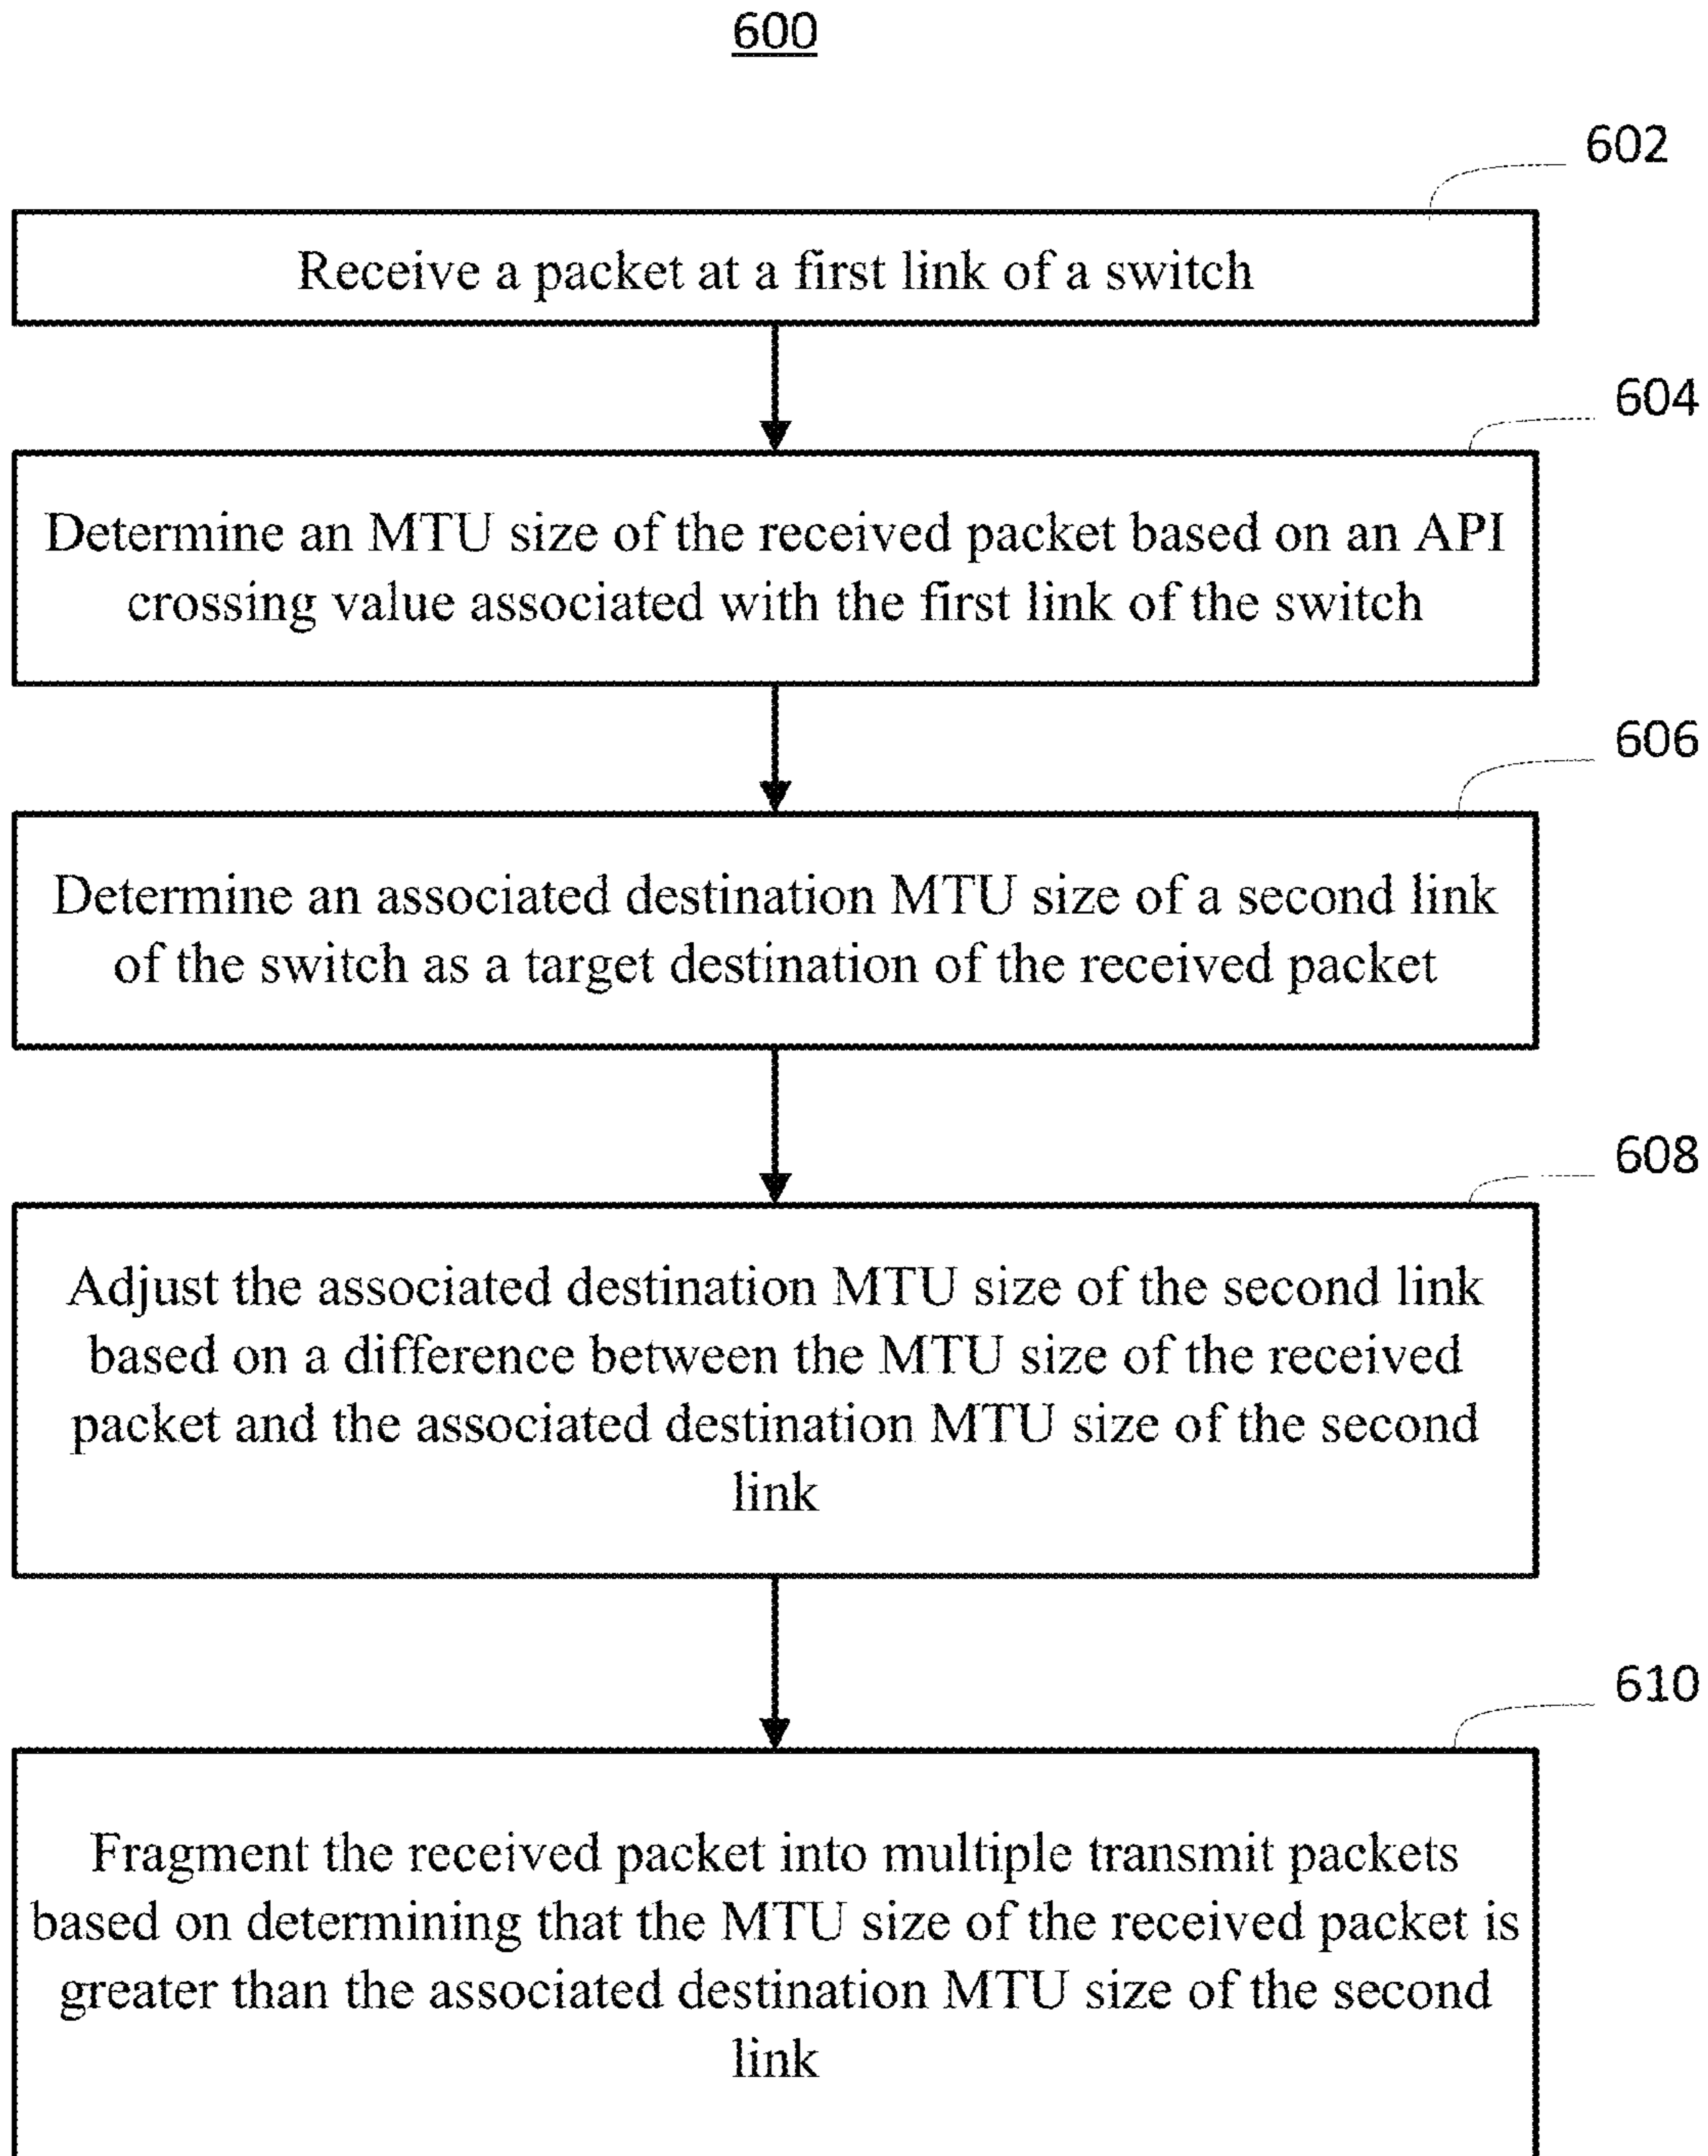 600
602
Receive a packet at a first link of a switch
604
Determine an MTU size of the received packet based on an API
crossing value associated with the first link of the switch
606
Determine an associated destination MTU size of a second link
of the switch as a target destination of the received packet
608
Adjust the associated destination MTU size of the second link
based on a difference between the MTU size of the received
packet and the associated destination MTU size of the second
link
610
Fragment the received packet into multiple transmit packets
based on determining that the MTU size of the received packet is
greater than the associated destination MTU size of the second
link